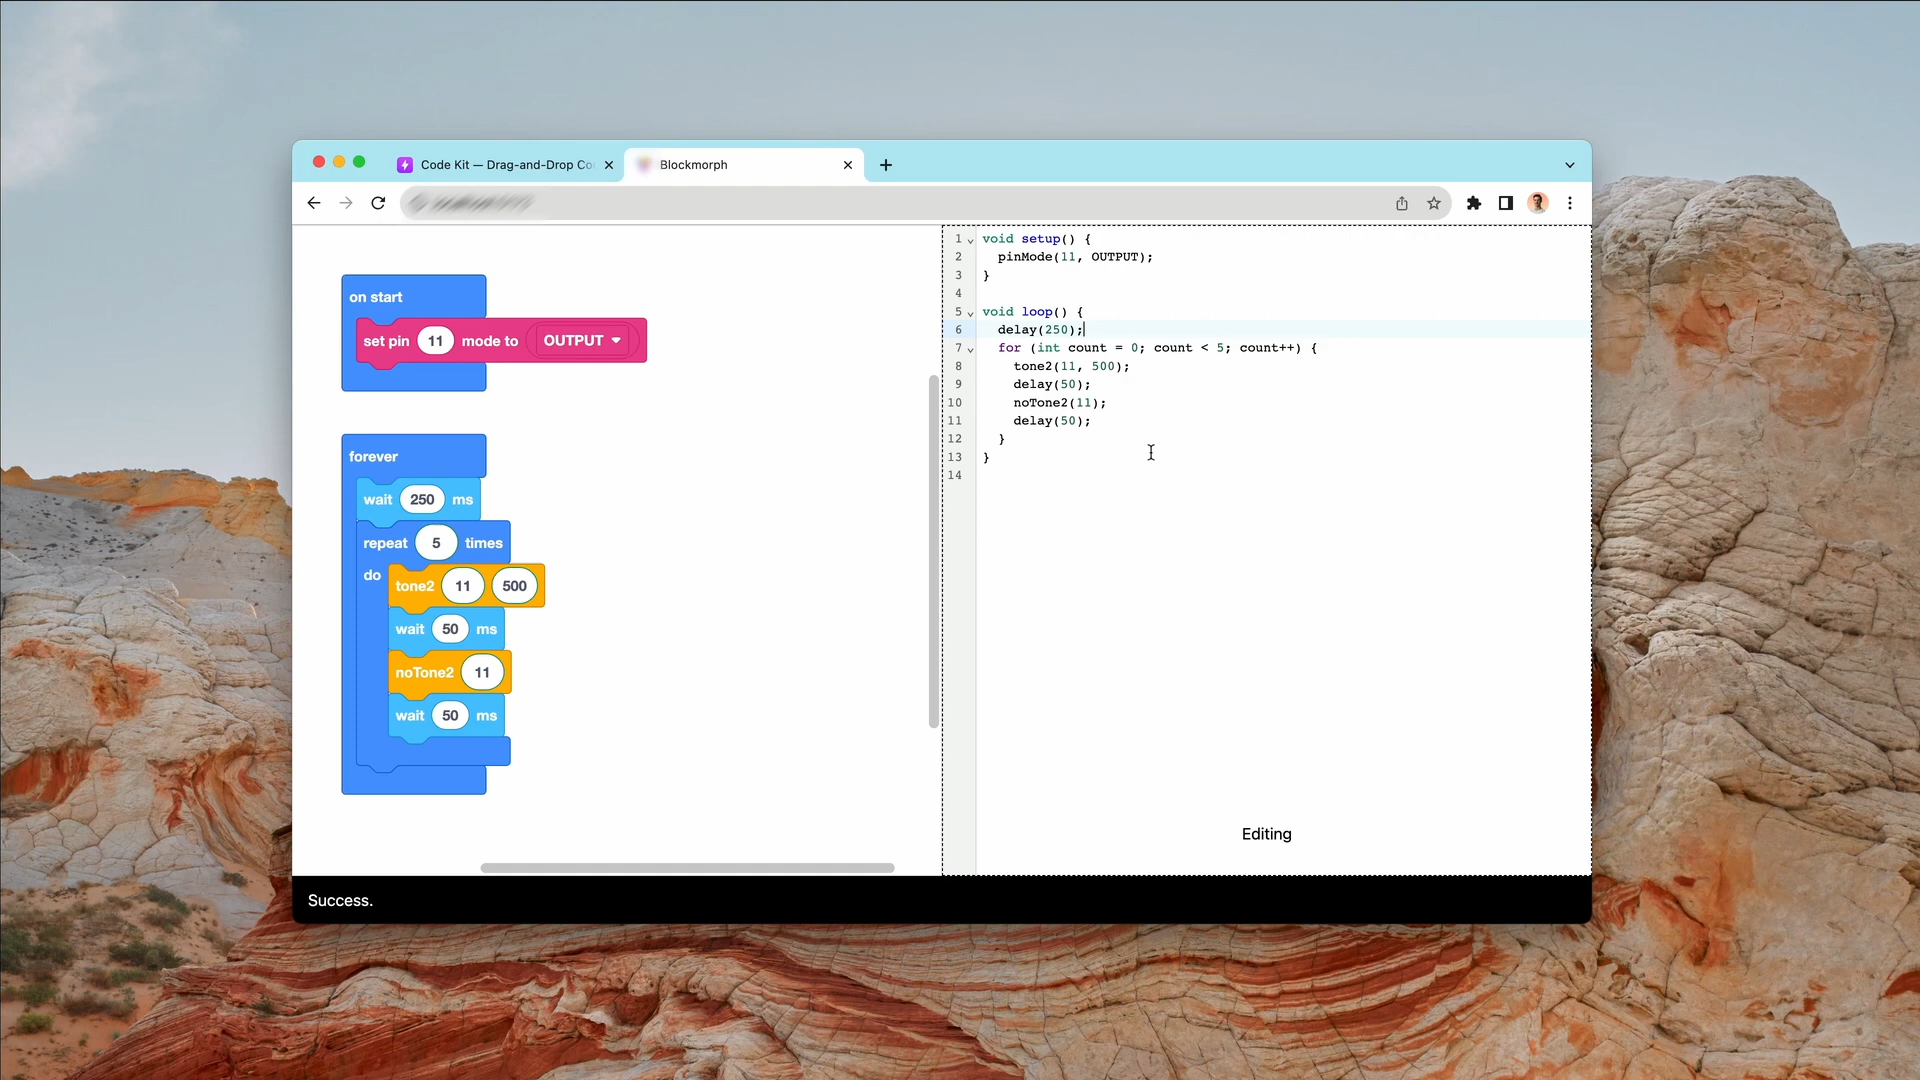 Code Kit — Drag-and-Drop Co
Blockmorph
on start
set pin 11 mode to OUTPUT
forever
wait 250 ms
repeat 5 times
do
tone2 11 500
wait 50 ms
noTone2 11
wait 50 ms
1 void setup() {
2 pinMode(11, OUTPUT);
3 }
4
5 void loop() {
6 delay(250);
7 for (int count = 0; count < 5; count++) {
8 tone2(11, 500);
9 delay(50);
10 noTone2(11);
11 delay(50);
12 }
13 }
14
Editing
Success.